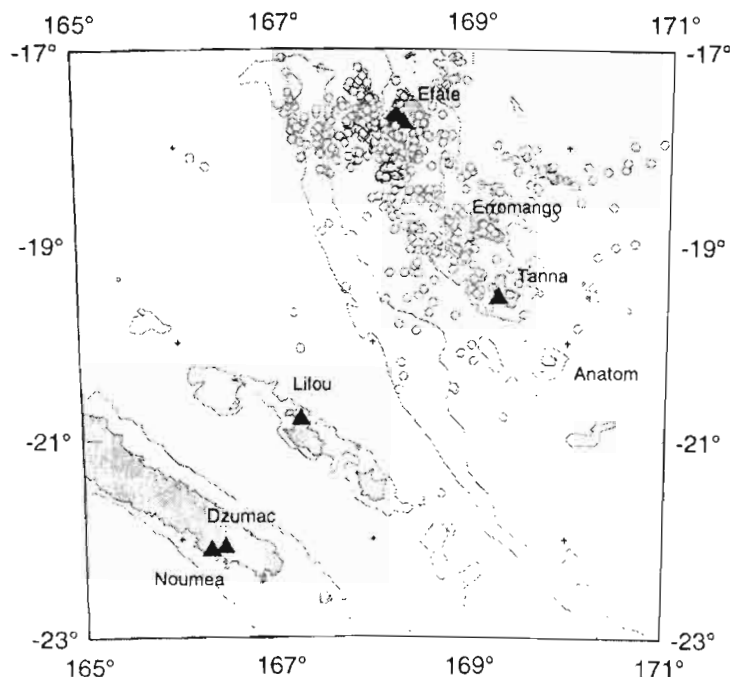 165° 167° 169° 171°
-17° -17°
Efate
Erromango
-19° -19°
Tanna
Anatom
Lifou
-21° -21°
Dzumac
Noumea
-23° -23°
165° 167° 169° 171°